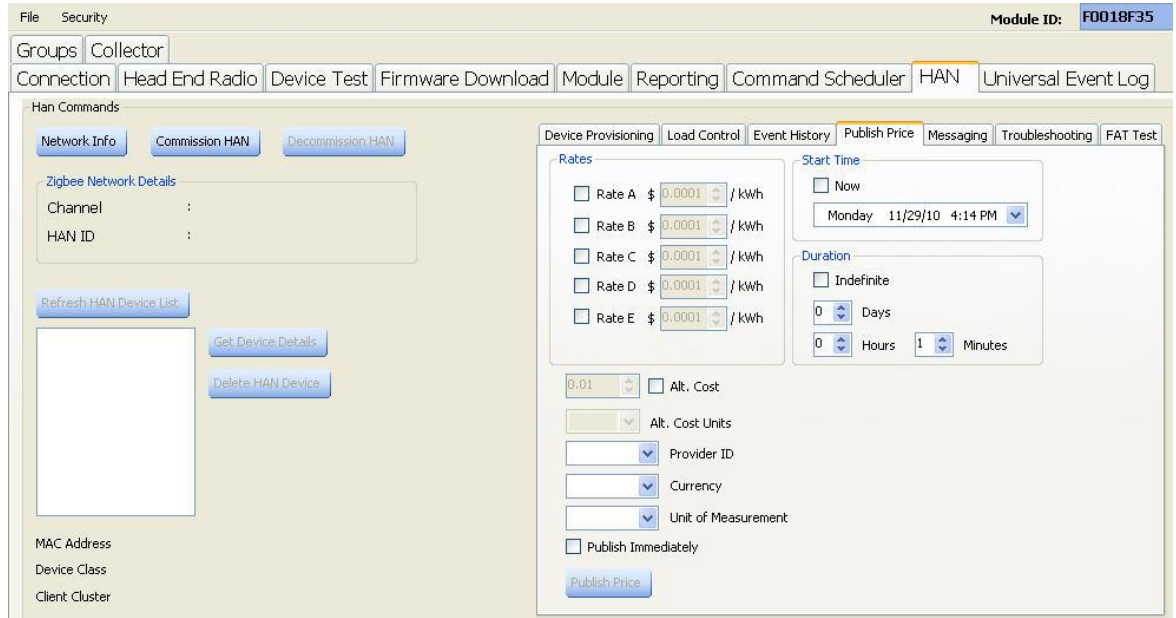 File Security Module ID: F0018F35
Groups Collector
Connection Head End Radio Device Test Firmware Download Module Reporting Command Scheduler HAN Universal Event Log
Han Commands
Network Info Commission HAN Decommission HAN
Zigbee Network Details
Channel :
HAN ID :
Refresh HAN Device List
Get Device Details
Delete HAN Device
MAC Address
Device Class
Client Cluster
Device Provisioning Load Control Event History Publish Price Messaging Troubleshooting FAT Test
Rates
Rate A $ 0.0001 / kWh
Rate B $ 0.0001 / kWh
Rate C $ 0.0001 / kWh
Rate D $ 0.0001 / kWh
Rate E $ 0.0001 / kWh
Start Time
Now
Monday 11/29/10 4:14 PM
Duration
Indefinite
0 Days
0 Hours 1 Minutes
0.01 Alt. Cost
Alt. Cost Units
Provider ID
Currency
Unit of Measurement
Publish Immediately
Publish Price